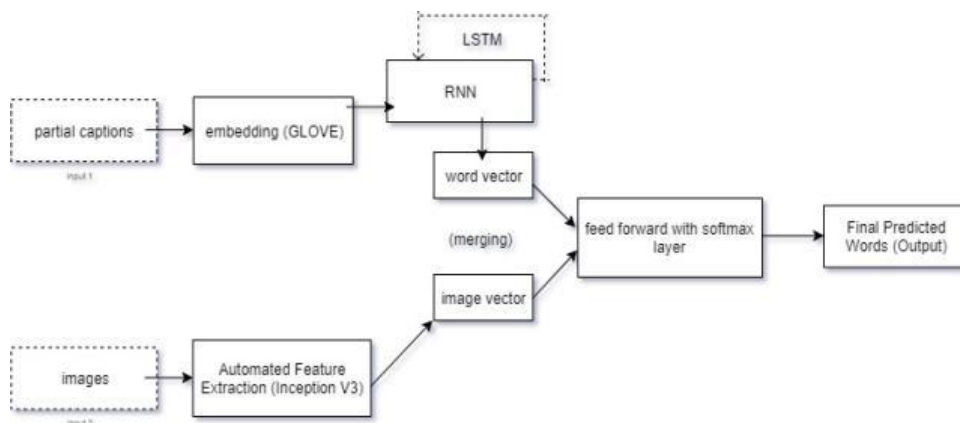 LSTM
RNN
partial captions
embedding (GLOVE)
input 1
word vector
(merging)
feed forward with softmax
layer
Final Predicted
Words (Output)
image vector
images
Automated Feature
Extraction (Inception V3)
input